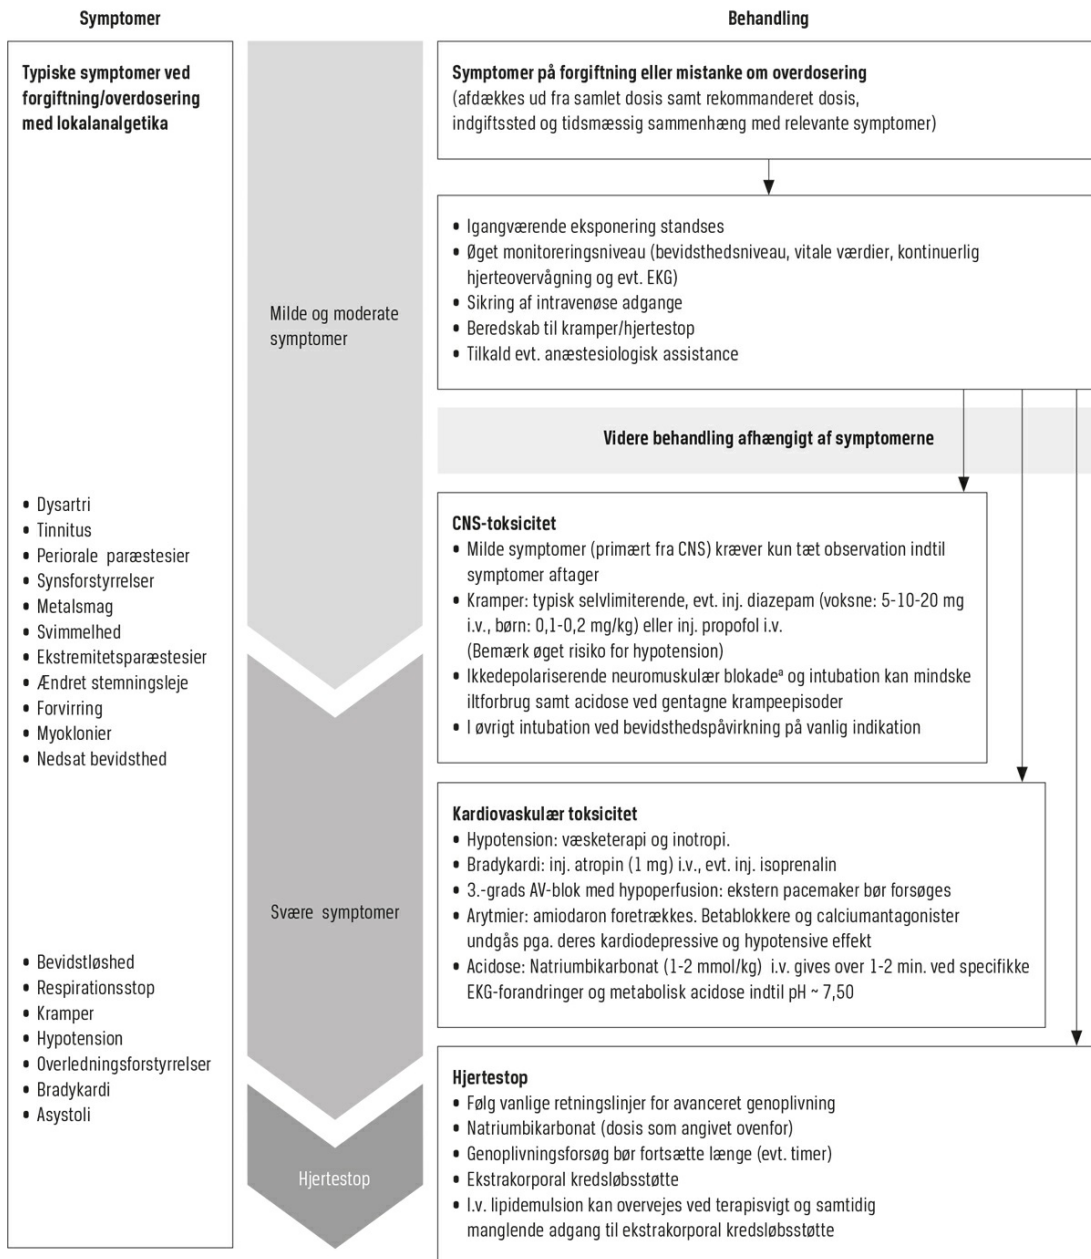 Symptomer
Behandling
Typiske symptomer ved
forgiftning/overdosering
med lokalanalgetika
• Dysartri
• Tinnitus
• Periorale paræstesier
• Synsforstyrrelser
• Metalsmag
• Svimmelhed
• Ekstremitetsparæstesier
• Ændret stemningsleje
• Forvirring
• Myoklonier
• Nedsat bevidsthed
• Bevidstløshed
• Respirationsstop
• Kramper
• Hypotension
• Overledningsforstyrrelser
• Bradykardi
• Asystoli
Milde og moderate
symptomer
Svære symptomer
Hjertestop
Symptomer på forgiftning eller mistanke om overdosering
(afdækkes ud fra samlet dosis samt rekommanderet dosis,
indgiftssted og tidsmæssig sammenhæng med relevante symptomer)
• Igangværende eksponering standses
• Øget monitoreringsniveau (bevidsthedsniveau, vitale værdier, kontinuerlig
hjerteovervågning og evt. EKG)
• Sikring af intravenøse adgange
• Beredskab til kramper/hjertestop
• Tilkald evt. anæstesiologisk assistance
Videre behandling afhængigt af symptomerne
CNS-toksicitet
• Milde symptomer (primært fra CNS) kræver kun tæt observation indtil
symptomer aftager
• Kramper: typisk selvlimiterende, evt. inj. diazepam (voksne: 5-10-20 mg
i.v., børn: 0,1-0,2 mg/kg) eller inj. propofol i.v.
(Bemærk øget risiko for hypotension)
• Ikkedepolariserende neuromuskulær blokadeᵃ og intubation kan mindske
iltforbrug samt acidose ved gentagne krampeepisoder
• I øvrigt intubation ved bevidsthedspåvirkning på vanlig indikation
Kardiovaskulær toksicitet
• Hypotension: væsketerapi og inotropi.
• Bradykardi: inj. atropin (1 mg) i.v., evt. inj. isoprenalin
• 3.-grads AV-blok med hypoperfusion: ekstern pacemaker bør forsøges
• Arytmier: amiodaron foretrækkes. Betablokkere og calciumantagonister
undgås pga. deres kardiodepressive og hypotensive effekt
• Acidose: Natriumbikarbonat (1-2 mmol/kg) i.v. gives over 1-2 min. ved specifikke
EKG-forandringer og metabolisk acidose indtil pH ~ 7,50
Hjertestop
• Følg vanlige retningslinjer for avanceret genoplivning
• Natriumbikarbonat (dosis som angivet ovenfor)
• Genoplivningsforsøg bør fortsætte længe (evt. timer)
• Ekstrakorporal kredsløbsstøtte
• I.v. lipidemulsion kan overvejes ved terapisvigt og samtidig
manglende adgang til ekstrakorporal kredsløbsstøtte